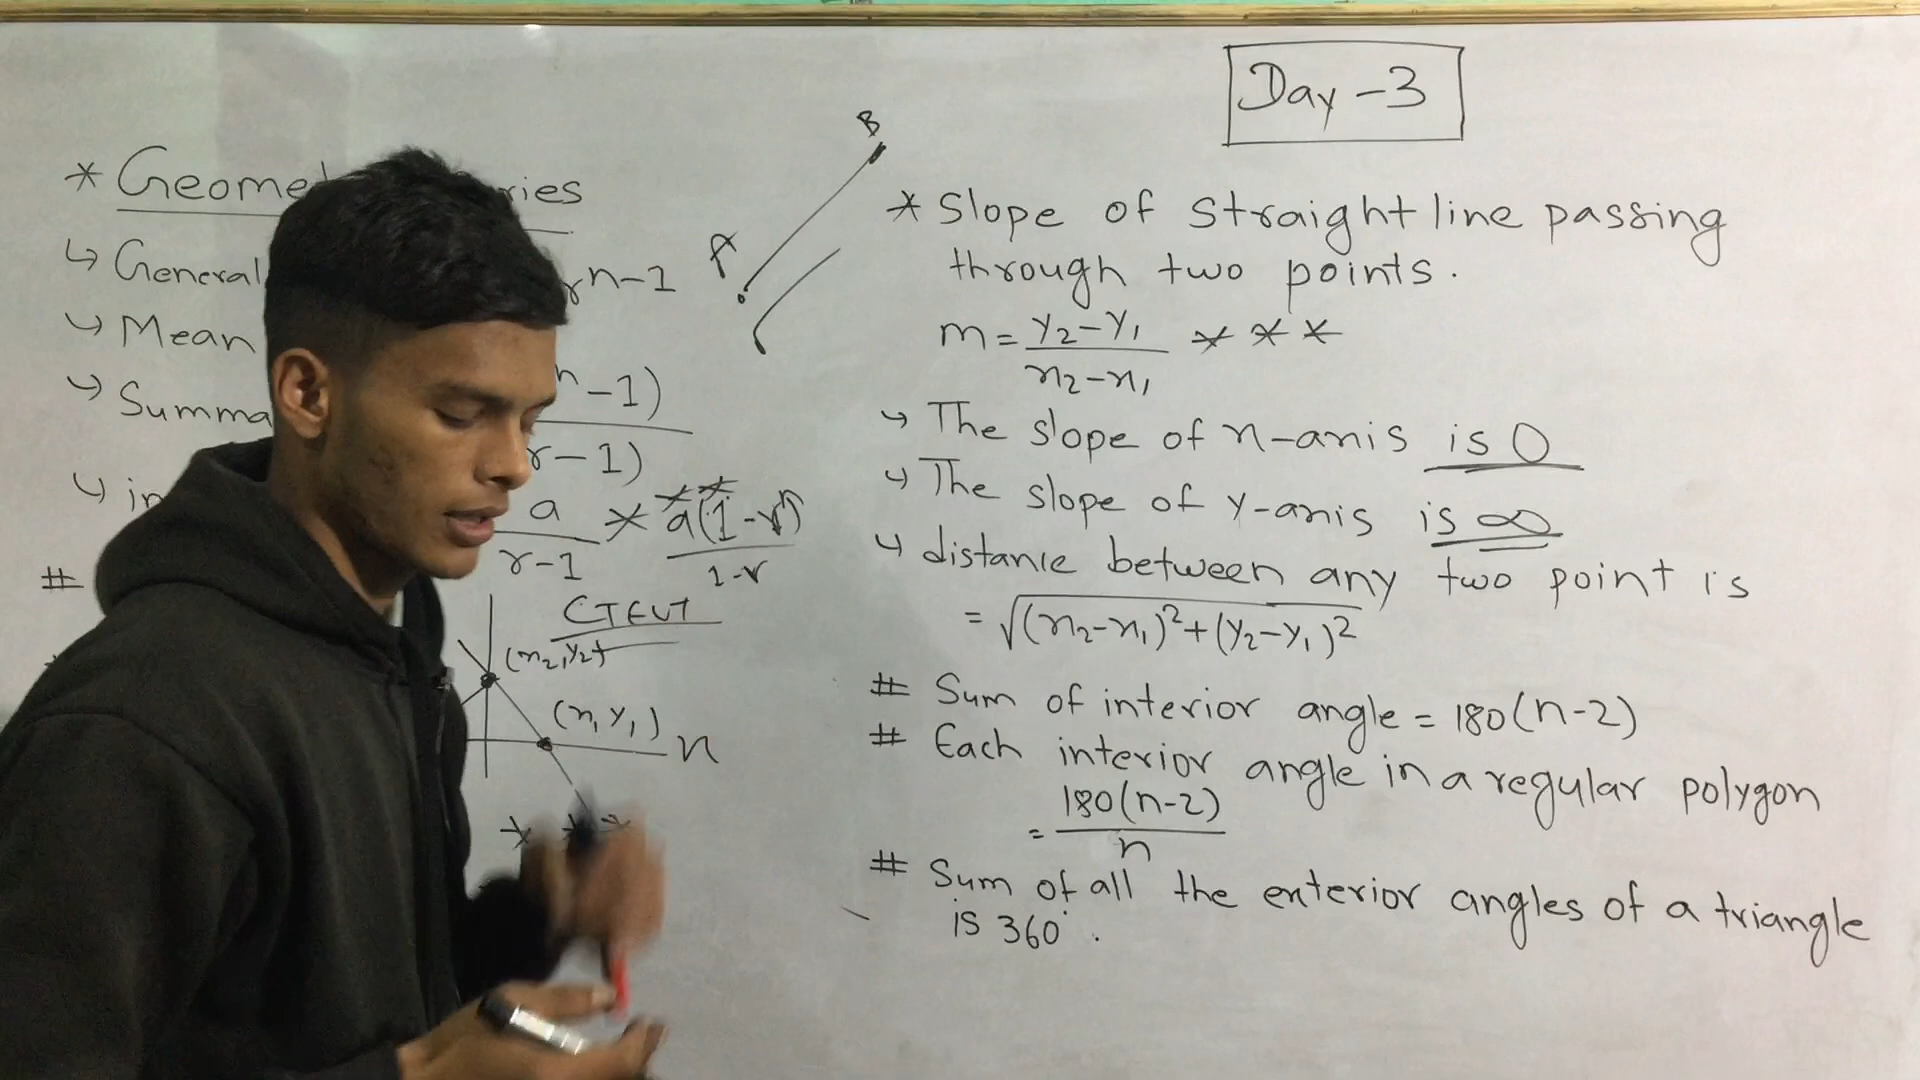 Day-3
* Geome ries
↳ General rn-1
↳ Mean
↳ Summa n-1)
r-1)
↳ in a * a(1-r)
r-1 1-r
#
CTEVT
(x2,y2)
(x, y1) x
* * *
B
A
* Slope of straight line passing
through two points.
m = y2-y1 * * *
x2-x1
↳ The slope of x-axis is 0
↳ The slope of y-axis is ∞
↳ distance between any two point is
= √(x2-x1)²+(y2-y1)²
# Sum of interior angle = 180(n-2)
# Each interior angle in a regular polygon
= 180(n-2)
n
# Sum of all the exterior angles of a triangle
is 360°.